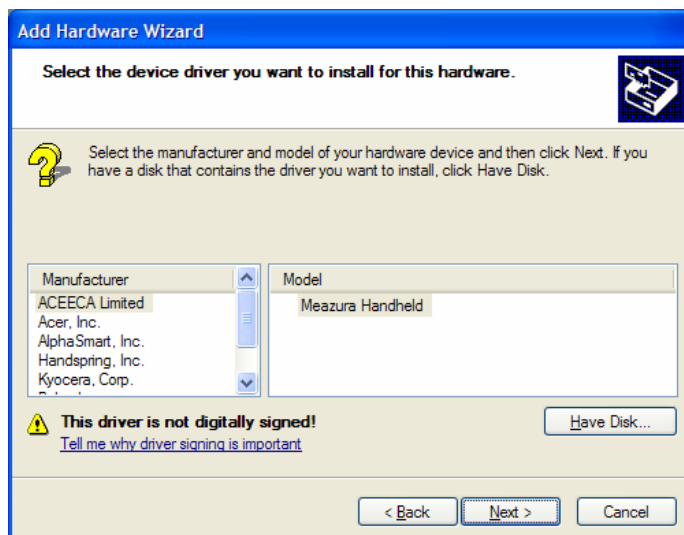 Add Hardware Wizard
Select the device driver you want to install for this hardware.
Select the manufacturer and model of your hardware device and then click Next. If you
have a disk that contains the driver you want to install, click Have Disk.
Manufacturer
ACEECA Limited
Acer, Inc.
AlphaSmart, Inc.
Handspring, Inc.
Kyocera, Corp.
Model
Meazura Handheld
This driver is not digitally signed!
Tell me why driver signing is important
Have Disk...
< Back
Next >
Cancel